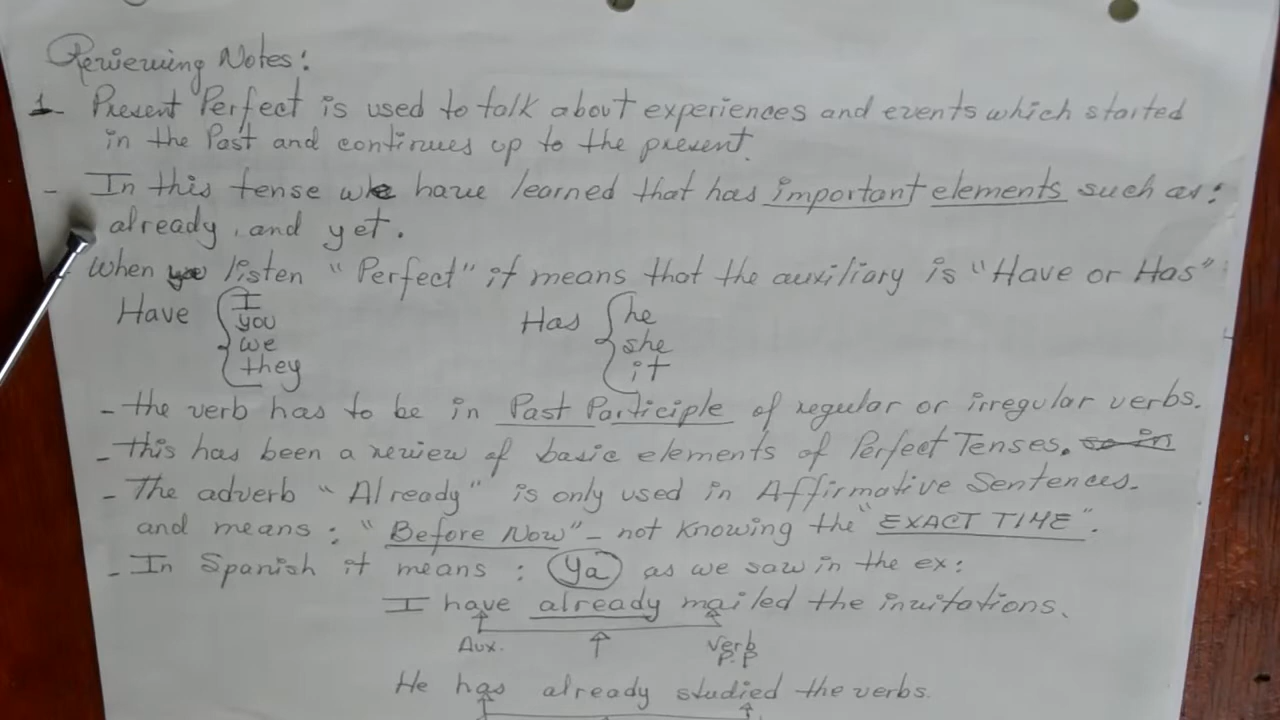 Reviewing Notes:
1- Present Perfect is used to talk about experiences and events which started
in the Past and continues up to the present.
- In this tense we have learned that has important elements such as:
already, and yet.
- When you listen "Perfect" it means that the auxiliary is "Have or Has"
Have { I Has { he
you she
we it
they
- the verb has to be in Past Participle of regular or irregular verbs.
- this has been a review of basic elements of Perfect Tenses. so in
- The adverb "Already" is only used in Affirmative Sentences.
and means: "Before Now" - not knowing the "EXACT TIME".
- In Spanish it means : Ya as we saw in the ex:
I have already mailed the invitations.
Aux. Verb
P.P
He has already studied the verbs.